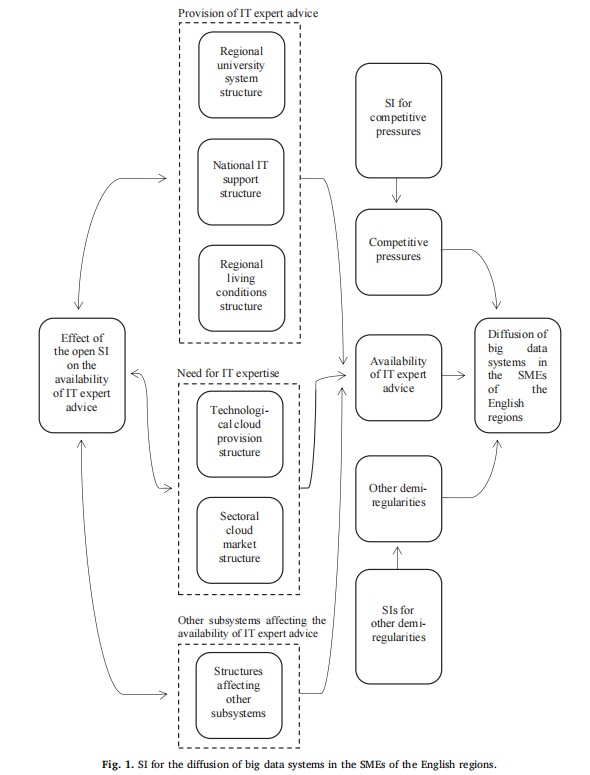 Provision of IT expert advice
Regional
university
system
structure
National IT
support
structure
Regional
living
conditions
structure
Effect of
the open SI
on the
availability
of IT expert
advice
Need for IT expertise
Technologi-
cal cloud
provision
structure
Sectoral
cloud
market
structure
Other subsystems affecting the
availability of IT expert advice
Structures
affecting
other
subsystems
SI for
competitive
pressures
Competitive
pressures
Availability
of IT expert
advice
Other demi-
regularities
SIs for
other demi-
regularities
Diffusion of
big data
systems in
the SMEs
of the
English
regions
Fig. 1. SI for the diffusion of big data systems in the SMEs of the English regions.